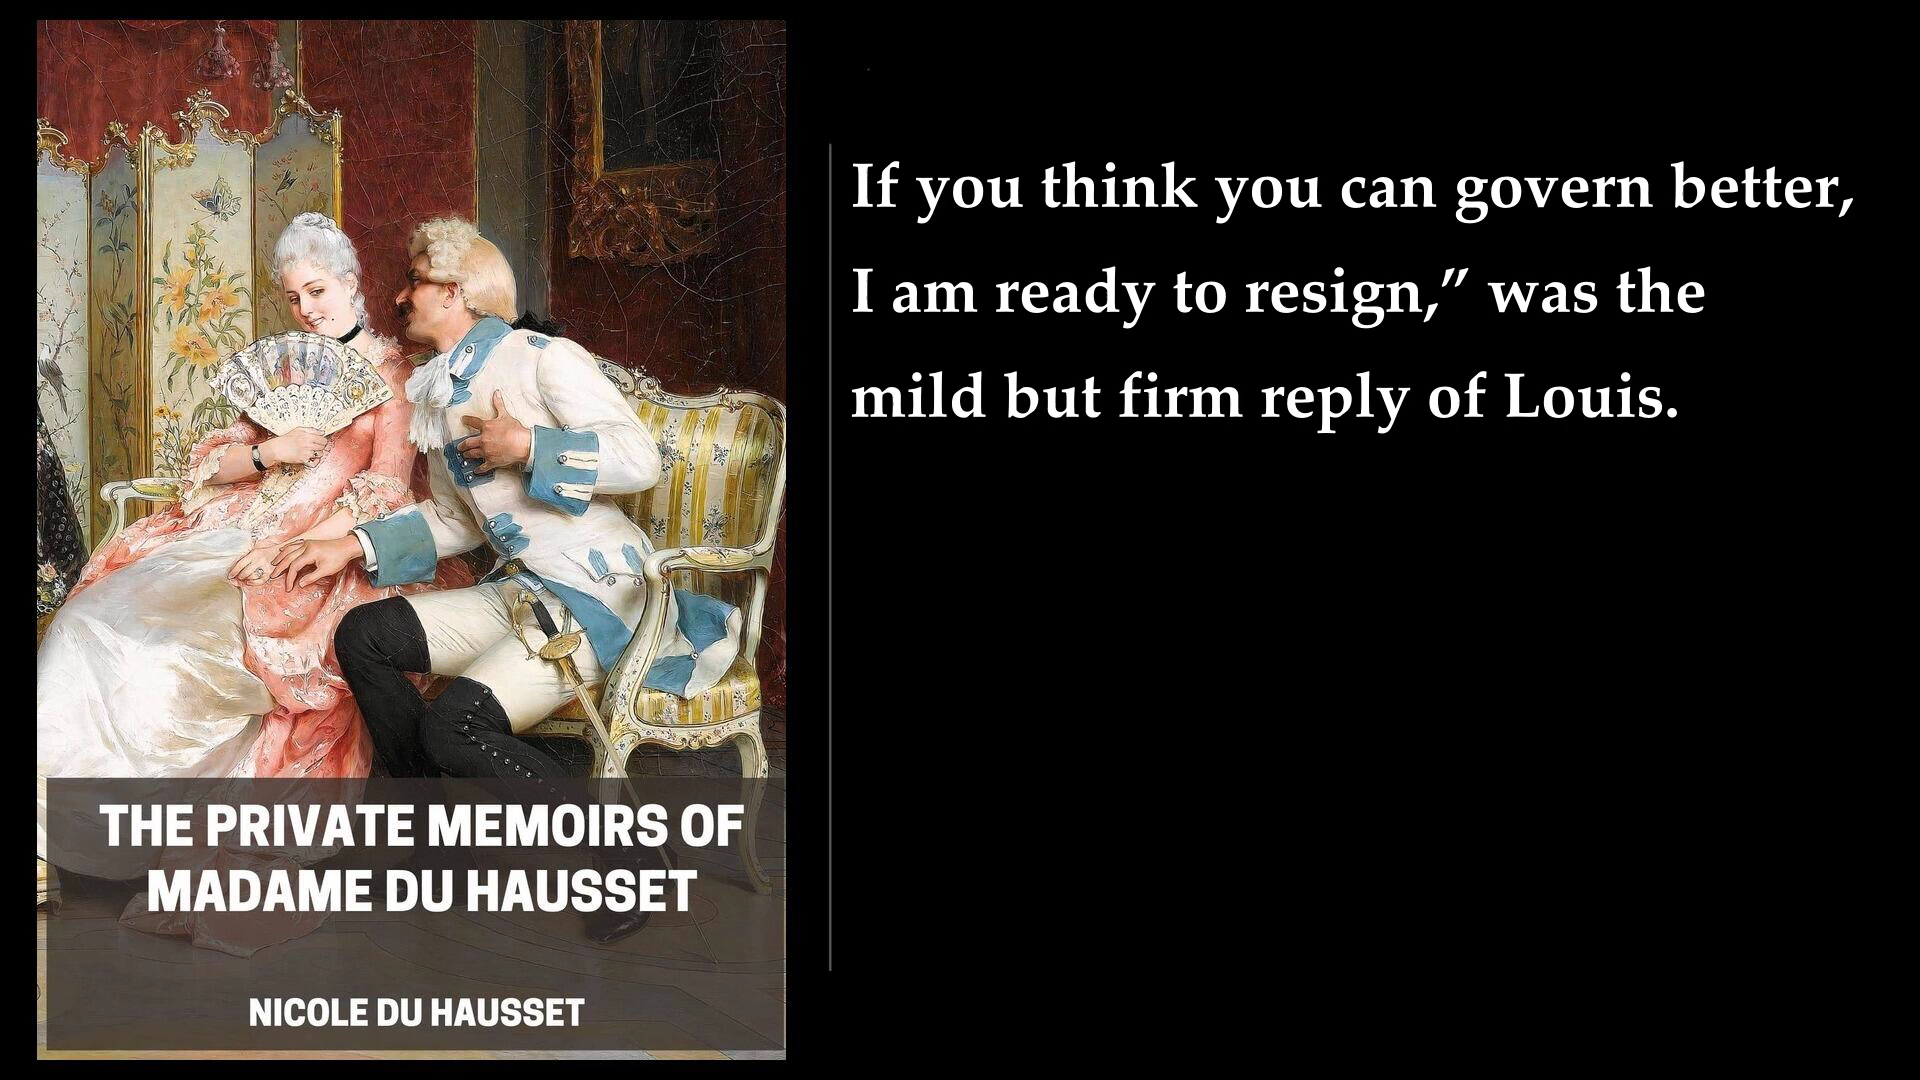 If you think you can govern better,
I am ready to resign,” was the
mild but firm reply of Louis.
THE PRIVATE MEMOIRS OF
MADAME DU HAUSSET
NICOLE DU HAUSSET